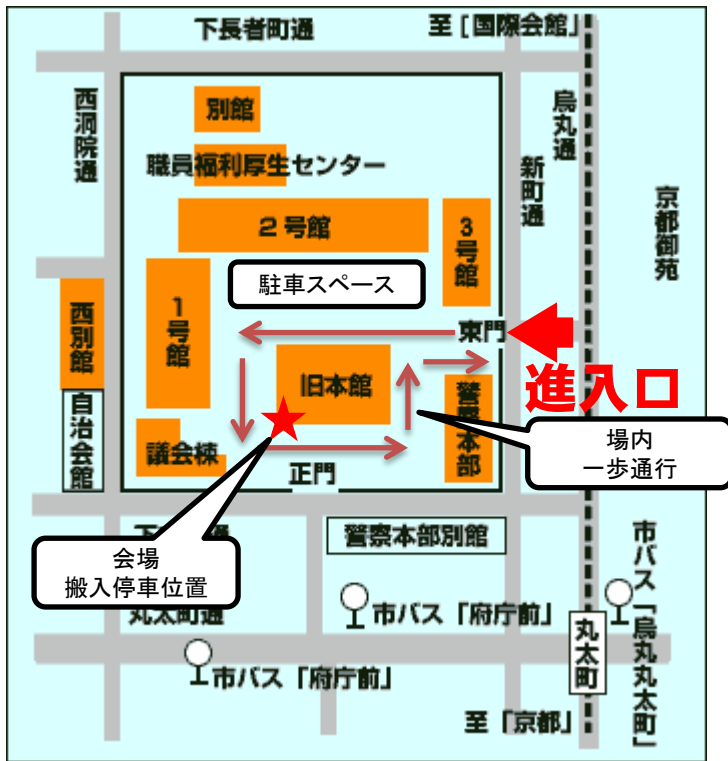 下長者町通
至［国際会館」
西洞院通
別館
烏丸通
職員福利厚生センター
新町通
京都御苑
２号館
３号館
駐車スペース
１号館
西別館
東門
進入口
旧本館
警察本部
自治会館
議会棟
場内
一歩通行
正門
下
通
警察本部別館
会場
搬入停車位置
丸太町通
市バス「府庁前」
市バス「府庁前」
丸太町
市バス「烏丸丸太町」
至「京都」